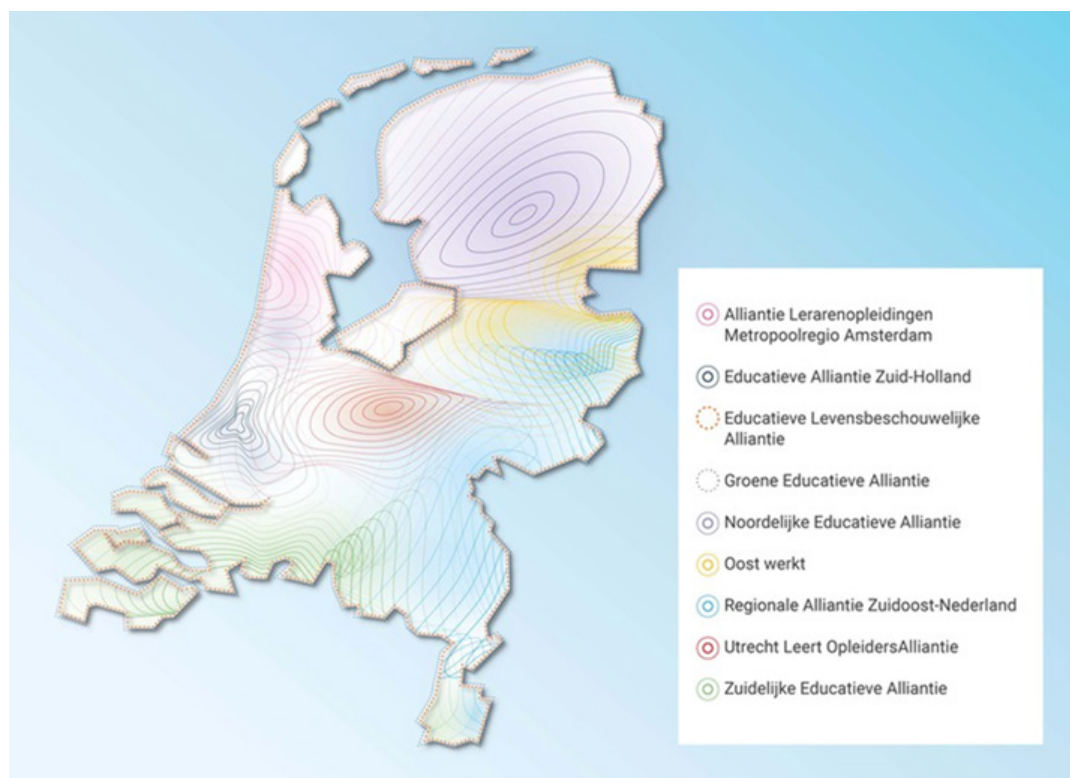 Alliantie Lerarenopleidingen
Metropoolregio Amsterdam
Educatieve Alliantie Zuid-Holland
Educatieve Levensbeschouwelijke
Alliantie
Groene Educatieve Alliantie
Noordelijke Educatieve Alliantie
Oost werkt
Regionale Alliantie Zuidoost-Nederland
Utrecht Leert OpleidersAlliantie
Zuidelijke Educatieve Alliantie